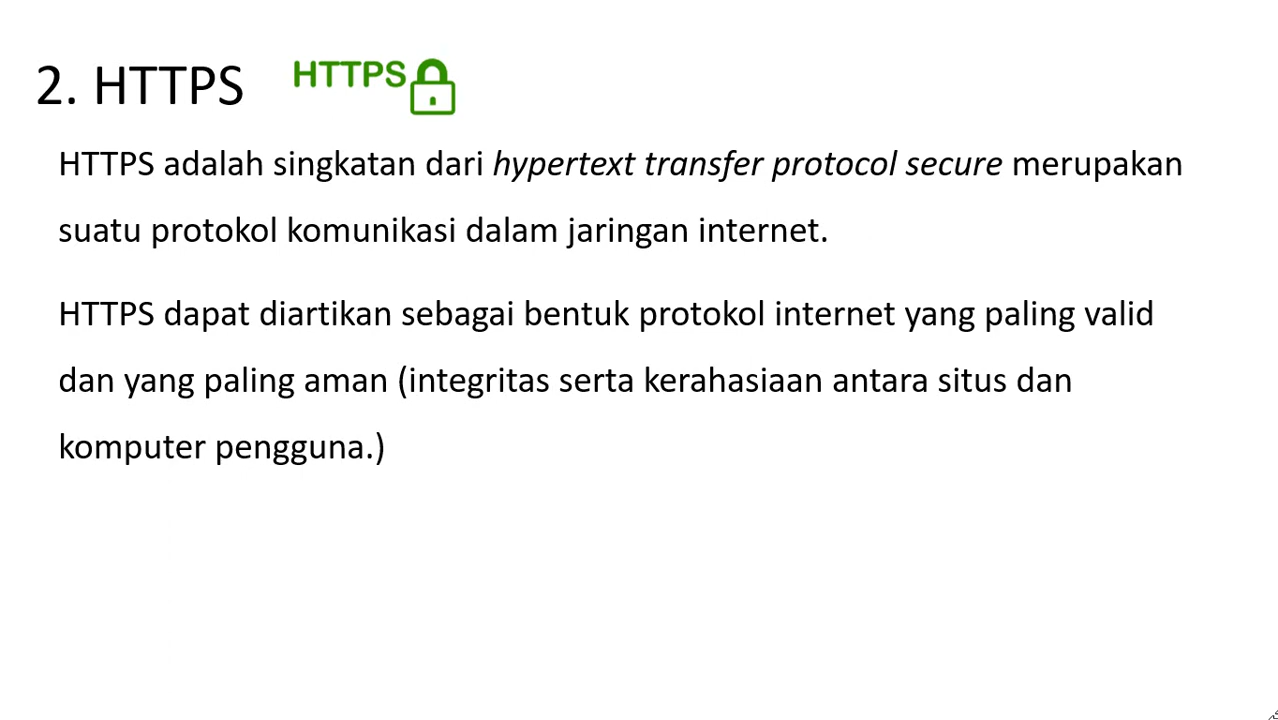 2. HTTPS HTTPS
HTTPS adalah singkatan dari hypertext transfer protocol secure merupakan
suatu protokol komunikasi dalam jaringan internet.
HTTPS dapat diartikan sebagai bentuk protokol internet yang paling valid
dan yang paling aman (integritas serta kerahasiaan antara situs dan
komputer pengguna.)